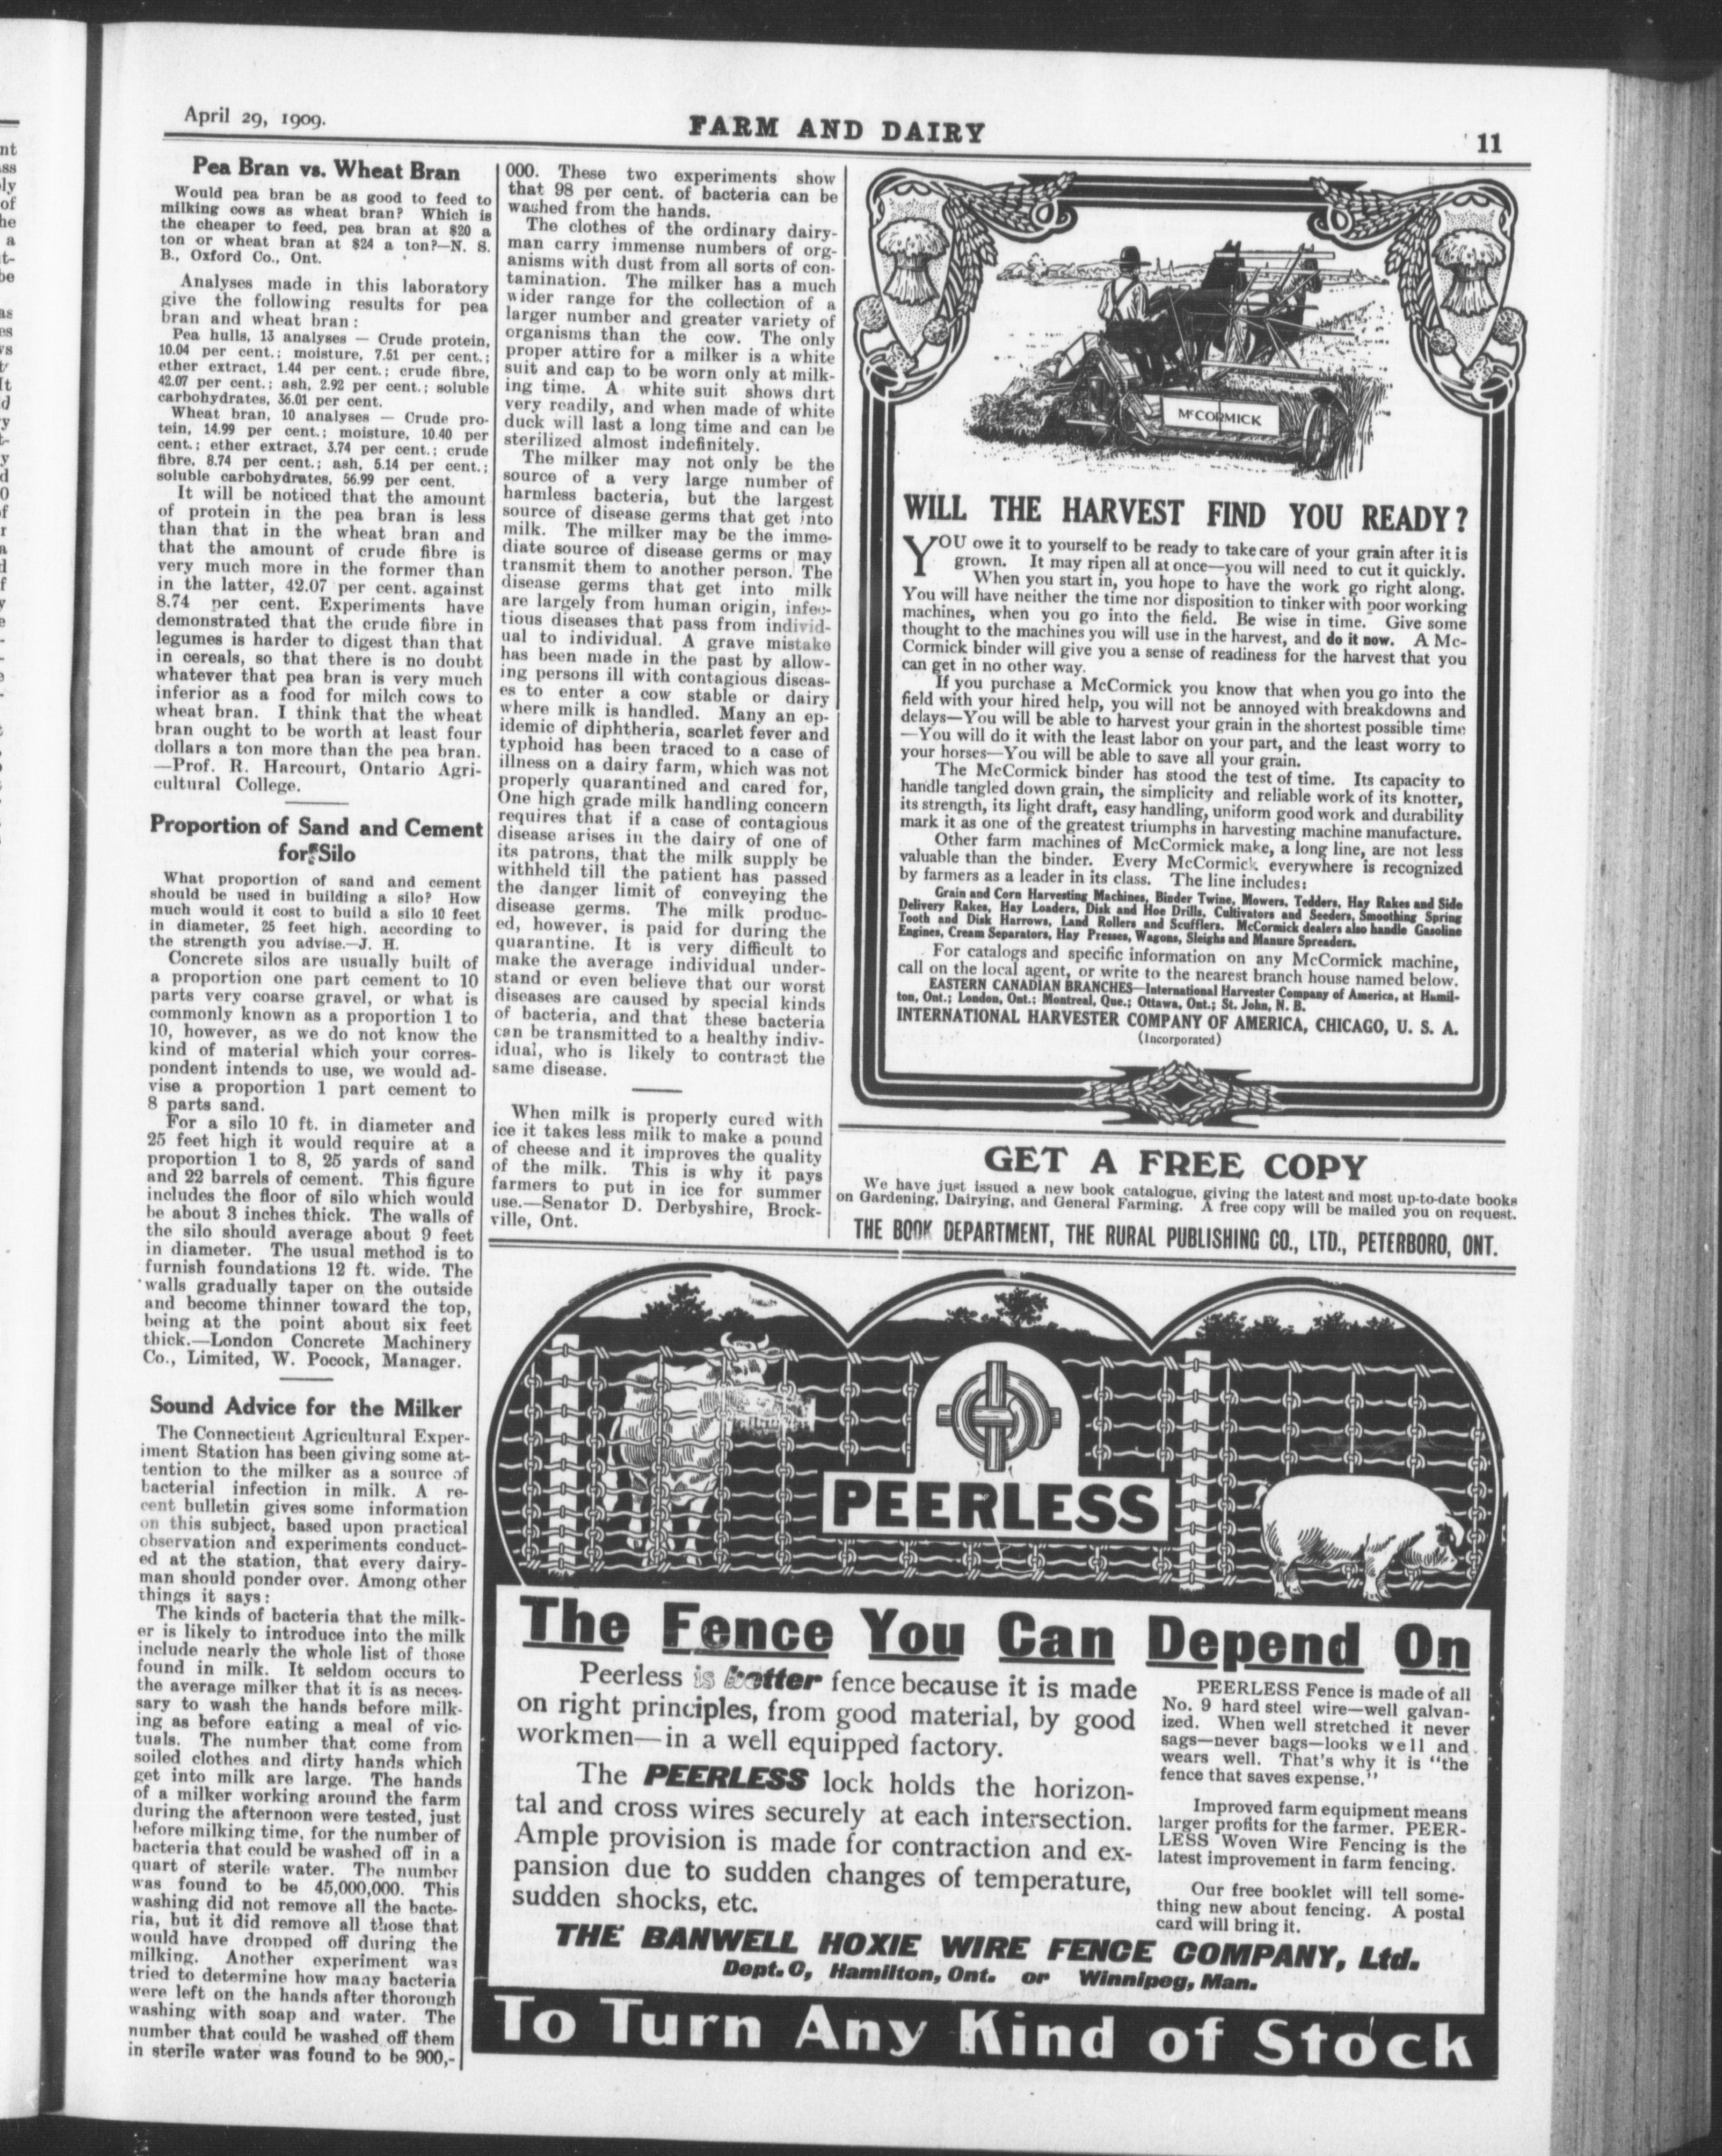 April 29, 1909.
FARM AND DAIRY
11
Pea Bran vs. Wheat Bran
Would pea bran be as good to feed to
milking cows as wheat bran? Which is
the cheaper to feed, pea bran at $20 a
ton or wheat bran at $24 a ton?—N. S.
B., Oxford Co., Ont.
Analyses made in this laboratory
give the following results for pea
bran and wheat bran:
Pea hulls, 13 analyses — Crude protein,
10.04 per cent.; moisture, 7.51 per cent.;
ether extract, 1.44 per cent.; crude fibre,
42.07 per cent.; ash, 2.92 per cent.; soluble
carbohydrates, 36.01 per cent.
Wheat bran, 10 analyses — Crude pro-
tein, 14.99 per cent.; moisture, 10.40 per
cent.; ether extract, 3.74 per cent.; crude
fibre, 8.74 per cent.; ash, 5.14 per cent.;
soluble carbohydrates, 56.99 per cent.
It will be noticed that the amount
of protein in the pea bran is less
than that in the wheat bran and
that the amount of crude fibre is
very much more in the former than
in the latter, 42.07 per cent. against
8.74 per cent. Experiments have
demonstrated that the crude fibre in
legumes is harder to digest than that
in cereals, so that there is no doubt
whatever that pea bran is very much
inferior as a food for milch cows to
wheat bran. I think that the wheat
bran ought to be worth at least four
dollars a ton more than the pea bran.
—Prof. R. Harcourt, Ontario Agri-
cultural College.
Proportion of Sand and Cement
for Silo
What proportion of sand and cement
should be used in building a silo? How
much would it cost to build a silo 10 feet
in diameter, 25 feet high, according to
the strength you advise.—J. H.
Concrete silos are usually built of
a proportion one part cement to 10
parts very coarse gravel, or what is
commonly known as a proportion 1 to
10, however, as we do not know the
kind of material which your corres-
pondent intends to use, we would ad-
vise a proportion 1 part cement to
8 parts sand.
For a silo 10 ft. in diameter and
25 feet high it would require at a
proportion 1 to 8, 25 yards of sand
and 22 barrels of cement. This figure
includes the floor of silo which would
be about 3 inches thick. The walls of
the silo should average about 9 feet
in diameter. The usual method is to
furnish foundations 12 ft. wide. The
walls gradually taper on the outside
and become thinner toward the top,
being at the point about six feet
thick.—London Concrete Machinery
Co., Limited, W. Pocock, Manager.
Sound Advice for the Milker
The Connecticut Agricultural Exper-
iment Station has been giving some at-
tention to the milker as a source of
bacterial infection in milk. A re-
cent bulletin gives some information
on this subject, based upon practical
observation and experiments conduct-
ed at the station, that every dairy-
man should ponder over. Among other
things it says:
The kinds of bacteria that the milk-
er is likely to introduce into the milk
include nearly the whole list of those
found in milk. It seldom occurs to
the average milker that it is as neces-
sary to wash the hands before milk-
ing as before eating a meal of vic-
tuals. The number that come from
soiled clothes and dirty hands which
get into milk are large. The hands
of a milker working around the farm
during the afternoon were tested, just
before milking time, for the number of
bacteria that could be washed off in a
quart of sterile water. The number
was found to be 45,000,000. This
washing did not remove all the bacte-
ria, but it did remove all those that
would have dropped off during the
milking. Another experiment was
tried to determine how many bacteria
were left on the hands after thorough
washing with soap and water. The
number that could be washed off them
in sterile water was found to be 900,-
000. These two experiments show
that 98 per cent. of bacteria can be
washed from the hands.
The clothes of the ordinary dairy-
man carry immense numbers of org-
anisms with dust from all sorts of con-
tamination. The milker has a much
wider range for the collection of a
larger number and greater variety of
organisms than the cow. The only
proper attire for a milker is a white
suit and cap to be worn only at milk-
ing time. A white suit shows dirt
very readily, and when made of white
duck will last a long time and can be
sterilized almost indefinitely.
The milker may not only be the
source of a very large number of
harmless bacteria, but the largest
source of disease germs that get into
milk. The milker may be the imme-
diate source of disease germs or may
transmit them to another person. The
disease germs that get into milk
are largely from human origin, infec-
tious diseases that pass from individ-
ual to individual. A grave mistake
has been made in the past by allow-
ing persons ill with contagious diseas-
es to enter a cow stable or dairy
where milk is handled. Many an ep-
idemic of diphtheria, scarlet fever and
typhoid has been traced to a case of
illness on a dairy farm, which was not
properly quarantined and cared for,
One high grade milk handling concern
requires that if a case of contagious
disease arises in the dairy of one of
its patrons, that the milk supply be
withheld till the patient has passed
the danger limit of conveying the
disease germs. The milk produc-
ed, however, is paid for during the
quarantine. It is very difficult to
make the average individual under-
stand or even believe that our worst
diseases are caused by special kinds
of bacteria, and that these bacteria
can be transmitted to a healthy indiv-
idual, who is likely to contract the
same disease.
When milk is properly cured with
ice it takes less milk to make a pound
of cheese and it improves the quality
of the milk. This is why it pays
farmers to put in ice for summer
use.—Senator D. Derbyshire, Brock-
ville, Ont.
McCORMICK
WILL THE HARVEST FIND YOU READY?
YOU owe it to yourself to be ready to take care of your grain after it is
grown. It may ripen all at once—you will need to cut it quickly.
When you start in, you hope to have the work go right along.
You will have neither the time nor disposition to tinker with poor working
machines, when you go into the field. Be wise in time. Give some
thought to the machines you will use in the harvest, and do it now. A Mc-
Cormick binder will give you a sense of readiness for the harvest that you
can get in no other way.
If you purchase a McCormick you know that when you go into the
field with your hired help, you will not be annoyed with breakdowns and
delays—You will be able to harvest your grain in the shortest possible time
—You will do it with the least labor on your part, and the least worry to
your horses—You will be able to save all your grain.
The McCormick binder has stood the test of time. Its capacity to
handle tangled down grain, the simplicity and reliable work of its knotter,
its strength, its light draft, easy handling, uniform good work and durability
mark it as one of the greatest triumphs in harvesting machine manufacture.
Other farm machines of McCormick make, a long line, are not less
valuable than the binder. Every McCormick everywhere is recognized
by farmers as a leader in its class. The line includes:
Grain and Corn Harvesting Machines, Binder Twine, Mowers, Tedders, Hay Rakes and Side
Delivery Rakes, Hay Loaders, Disk and Hoe Drills, Cultivators and Seeders, Smoothing Spring
Tooth and Disk Harrows, Land Rollers and Scufflers. McCormick dealers also handle Gasoline
Engines, Cream Separators, Hay Presses, Wagons, Sleighs and Manure Spreaders.
For catalogs and specific information on any McCormick machine,
call on the local agent, or write to the nearest branch house named below.
EASTERN CANADIAN BRANCHES—International Harvester Company of America, at Hamil-
ton, Ont.; London, Ont.; Montreal, Que.; Ottawa, Ont.; St. John, N. B.
INTERNATIONAL HARVESTER COMPANY OF AMERICA, CHICAGO, U. S. A.
(Incorporated)
GET A FREE COPY
We have just issued a new book catalogue, giving the latest and most up-to-date books
on Gardening, Dairying, and General Farming. A free copy will be mailed you on request.
THE BOOK DEPARTMENT, THE RURAL PUBLISHING CO., LTD., PETERBORO, ONT.
PEERLESS
The Fence You Can Depend On
Peerless is better fence because it is made
on right principles, from good material, by good
workmen—in a well equipped factory.
The PEERLESS lock holds the horizon-
tal and cross wires securely at each intersection.
Ample provision is made for contraction and ex-
pansion due to sudden changes of temperature,
sudden shocks, etc.
PEERLESS Fence is made of all
No. 9 hard steel wire—well galvan-
ized. When well stretched it never
sags—never bags—looks well and
wears well. That's why it is "the
fence that saves expense."
Improved farm equipment means
larger profits for the farmer. PEER-
LESS Woven Wire Fencing is the
latest improvement in farm fencing.
Our free booklet will tell some-
thing new about fencing. A postal
card will bring it.
THE BANWELL HOXIE WIRE FENCE COMPANY, Ltd.
Dept. C, Hamilton, Ont. or Winnipeg, Man.
To Turn Any Kind of Stock